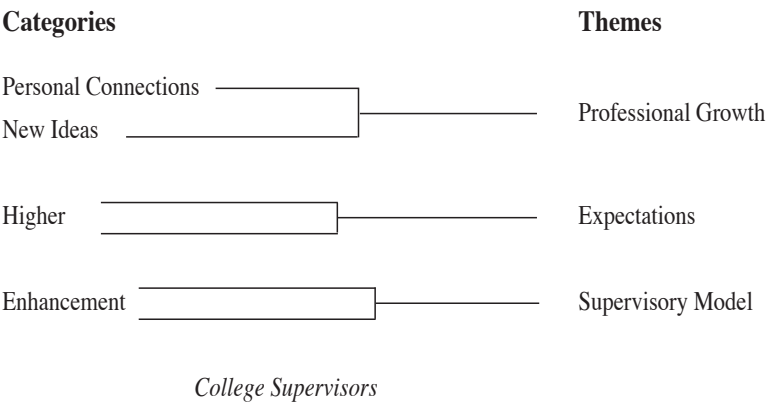 Categories Themes
Personal Connections
Professional Growth
New Ideas
Higher Expectations
Enhancement Supervisory Model
College Supervisors